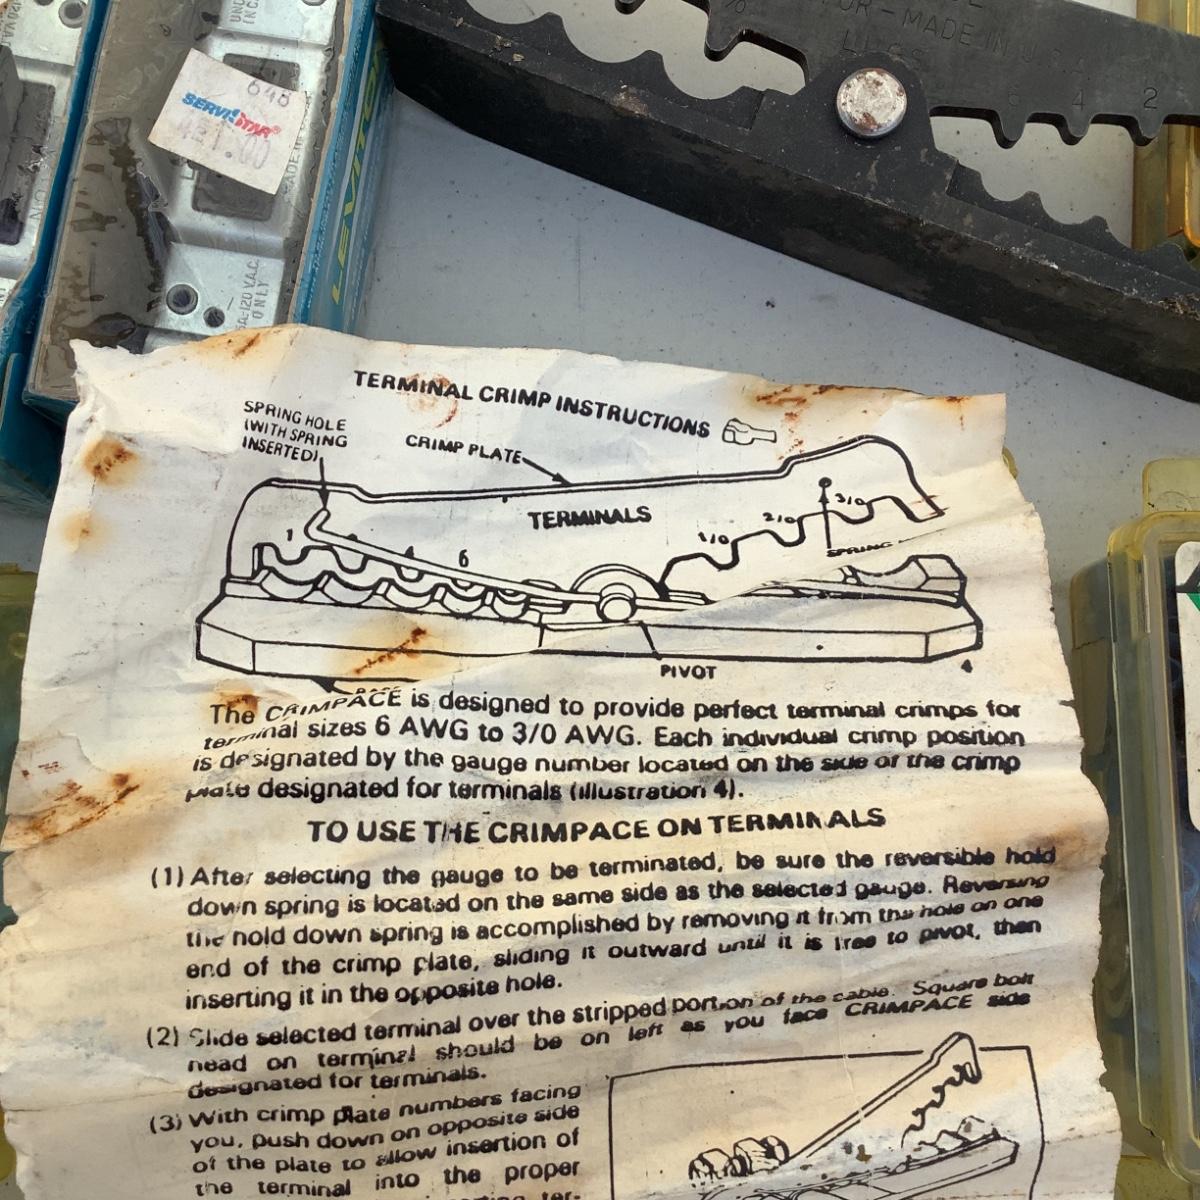 648
SERVISTAR®
421.00
LEVITON
A-120 V.A.C.
ONLY
MADE IN U.S.A.
4 2
TERMINAL CRIMP INSTRUCTIONS
SPRING HOLE
(WITH SPRING
INSERTED)
CRIMP PLATE
TERMINALS
1
4
6
1/0
2/0
3/0
SPRING
PIVOT
4
BASE
The CRIMPACE is designed to provide perfect terminal crimps for
terminal sizes 6 AWG to 3/0 AWG. Each individual crimp position
is designated by the gauge number located on the side of the crimp
plate designated for terminals (illustration 4).
TO USE THE CRIMPACE ON TERMINALS
(1) After selecting the gauge to be terminated, be sure the reversible hold
down spring is located on the same side as the selected gauge. Reversing
the hold down spring is accomplished by removing it from the hole on one
end of the crimp plate, sliding it outward until it is free to pivot, then
inserting it in the opposite hole.
(2) Slide selected terminal over the stripped portion of the cable. Square bolt
head on terminal should be on left as you face CRIMPACE side
designated for terminals.
(3) With crimp plate numbers facing
you, push down on opposite side
of the plate to allow insertion of
the terminal into the proper
ter-